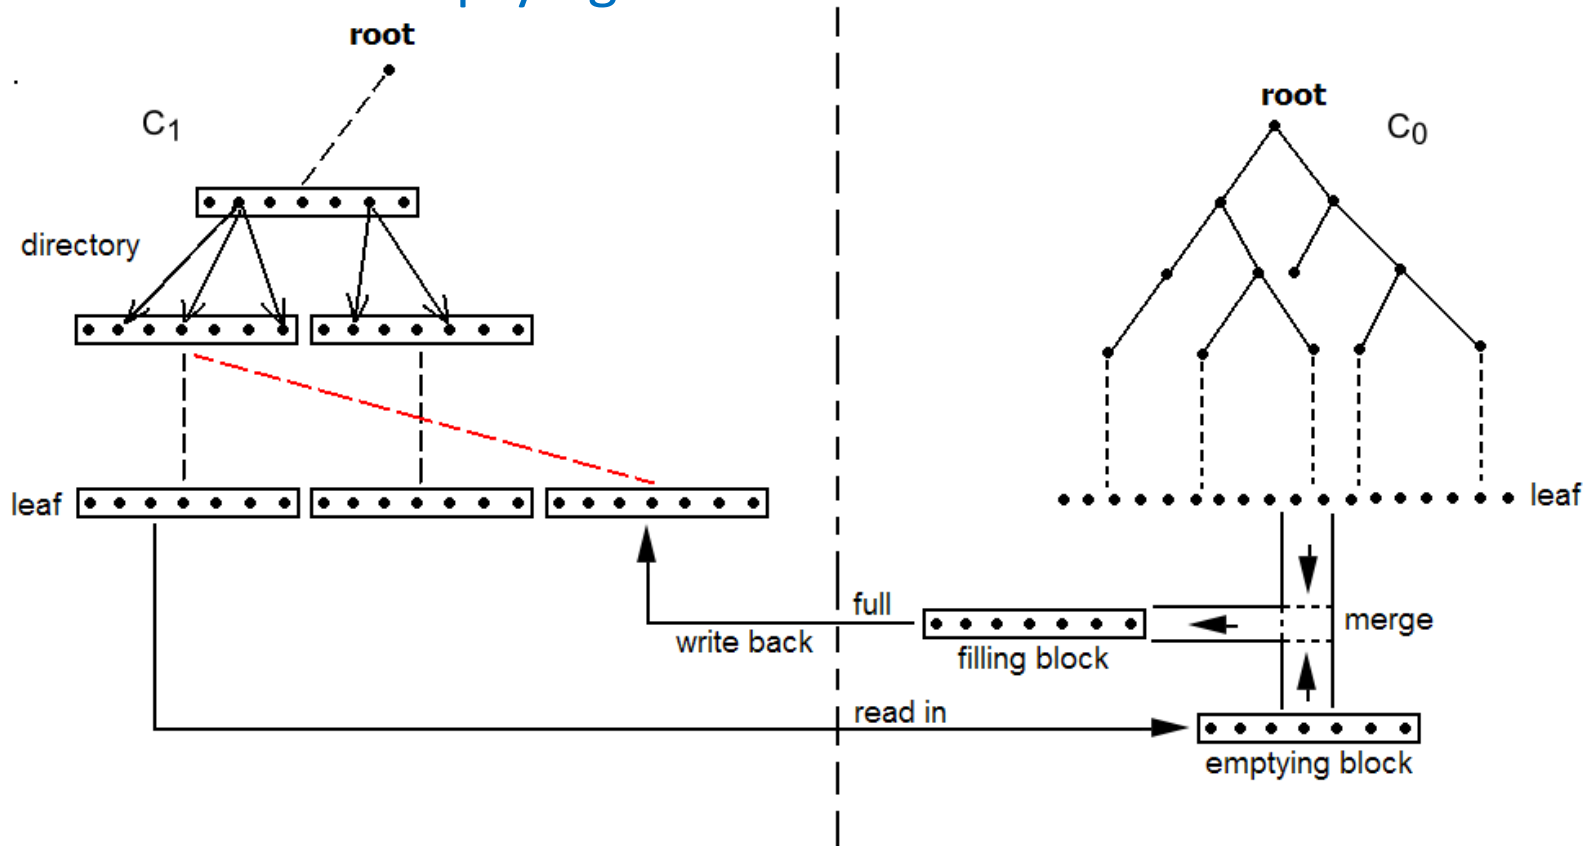 root
C1
directory
leaf
root
C0
leaf
full
write back
filling block
merge
read in
emptying block